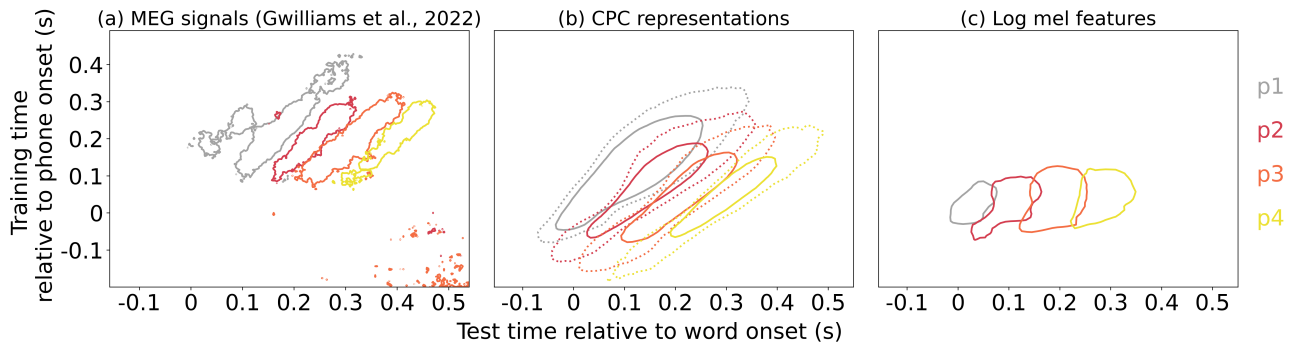 (a) MEG signals (Gwilliams et al., 2022)
(b) CPC representations
(c) Log mel features
Training time
relative to phone onset (s)
0.4
0.3
0.2
0.1
0
-0.1
-0.1 0 0.1 0.2 0.3 0.4 0.5
-0.1 0 0.1 0.2 0.3 0.4 0.5
-0.1 0 0.1 0.2 0.3 0.4 0.5
Test time relative to word onset (s)
p1
p2
p3
p4